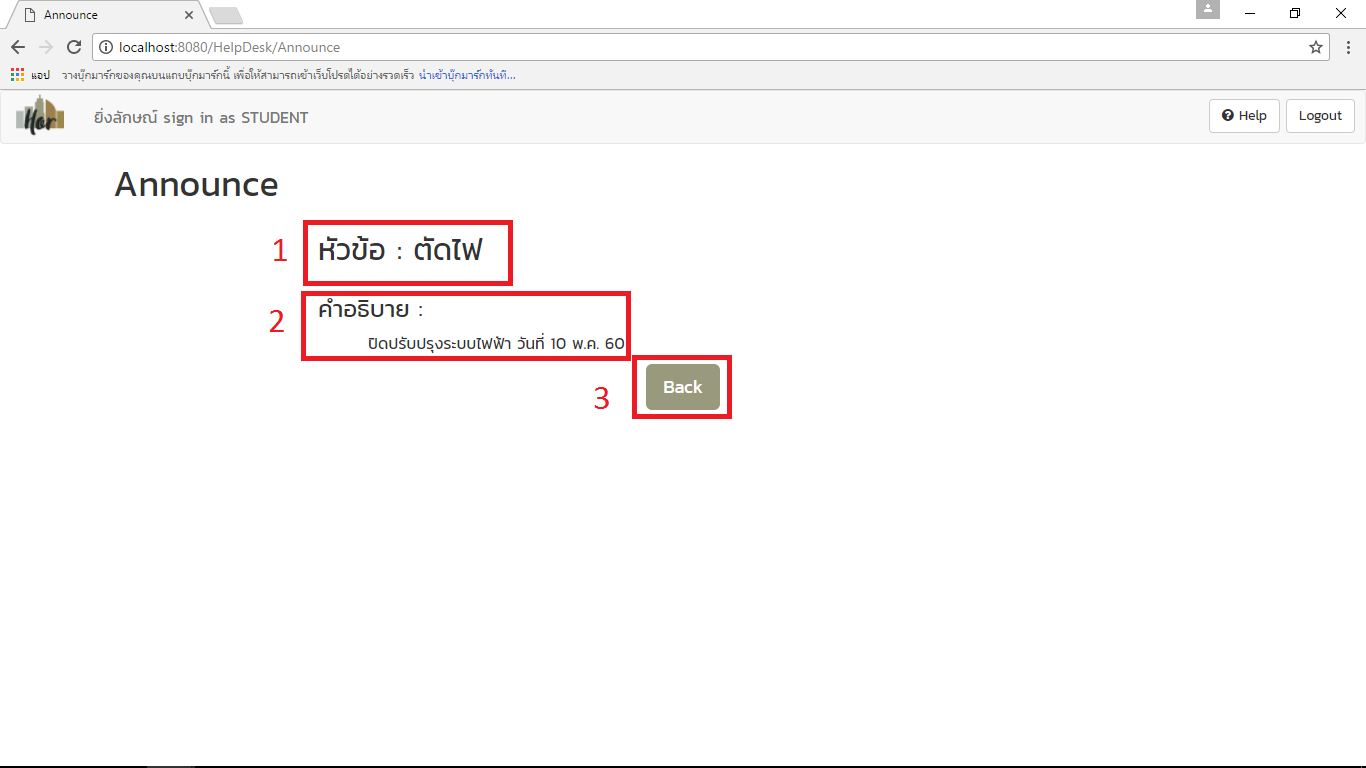 Announce
localhost:8080/HelpDesk/Announce
แอป วางบุ๊กมาร์กของคุณบนแถบบุ๊กมาร์กนี้ เพื่อให้สามารถเข้าเว็บโปรดได้อย่างรวดเร็ว นำเข้าบุ๊กมาร์กทันที...
Hor ยิ่งลักษณ์ sign in as STUDENT Help Logout
Announce
1 หัวข้อ : ตัดไฟ
2 คำอธิบาย :
ปิดปรับปรุงระบบไฟฟ้า วันที่ 10 พ.ค. 60
3 Back